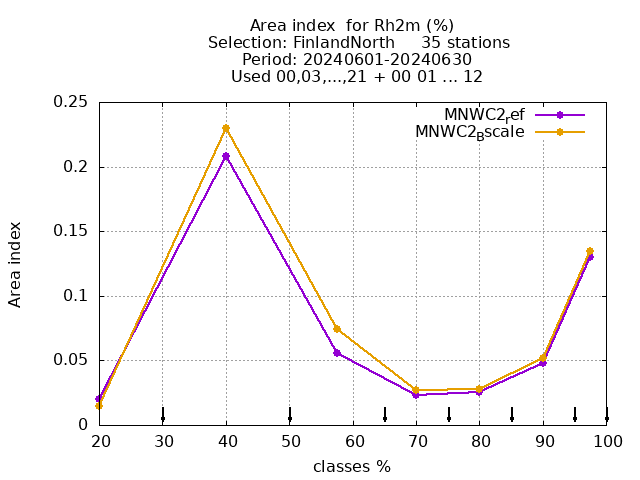 Area index  for Rh2m (%)
Selection: FinlandNorth     35 stations
Period: 20240601-20240630
Used 00,03,...,21 + 00 01 ... 12
MNWC2ref
MNWC2Bscale
0.25
0.2
0.15
0.1
0.05
0
Area index
20 30 40 50 60 70 80 90 100
classes %